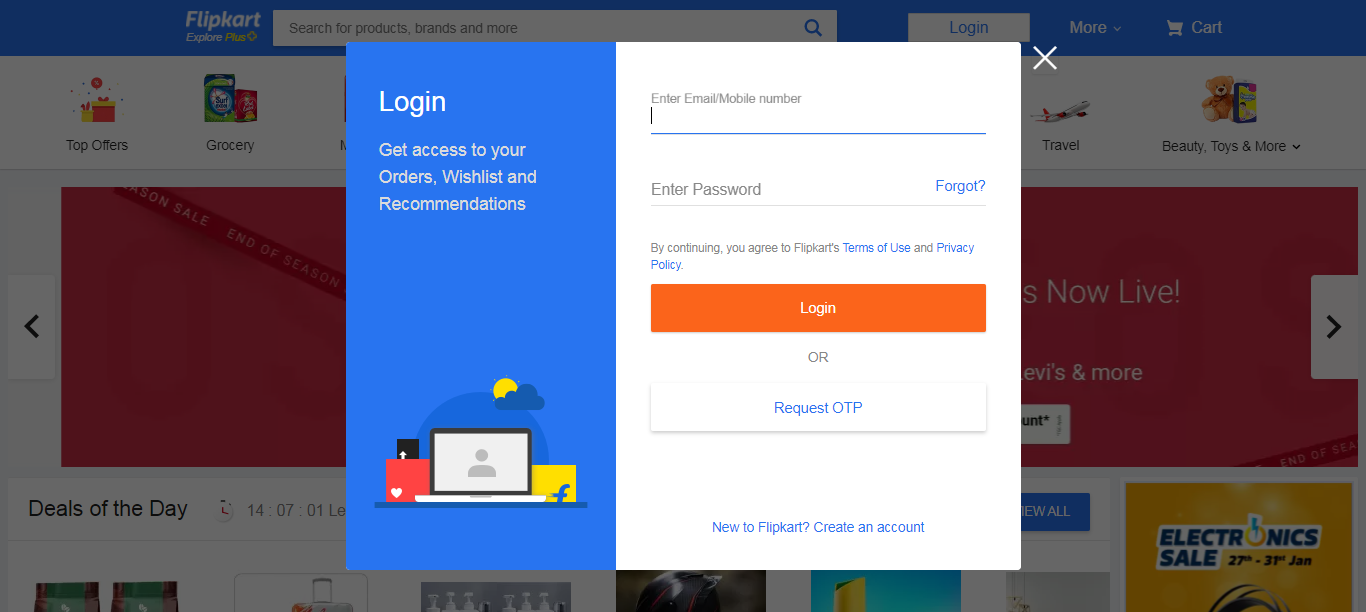 Flipkart
Explore Plus
Search for products, brands and more
Login
More
Cart
Top Offers
Grocery
Travel
Beauty, Toys & More
Login
Get access to your
Orders, Wishlist and
Recommendations
Enter Email/Mobile number
Enter Password
Forgot?
By continuing, you agree to Flipkart's Terms of Use and Privacy
Policy.
Login
OR
Request OTP
New to Flipkart? Create an account
SEASON SALE
END OF SEASON
s Now Live!
evi's & more
unt*
END OF SEA
Deals of the Day
14 : 07 : 01 Le
IEW ALL
ELECTRONICS
SALE 27th - 31st Jan